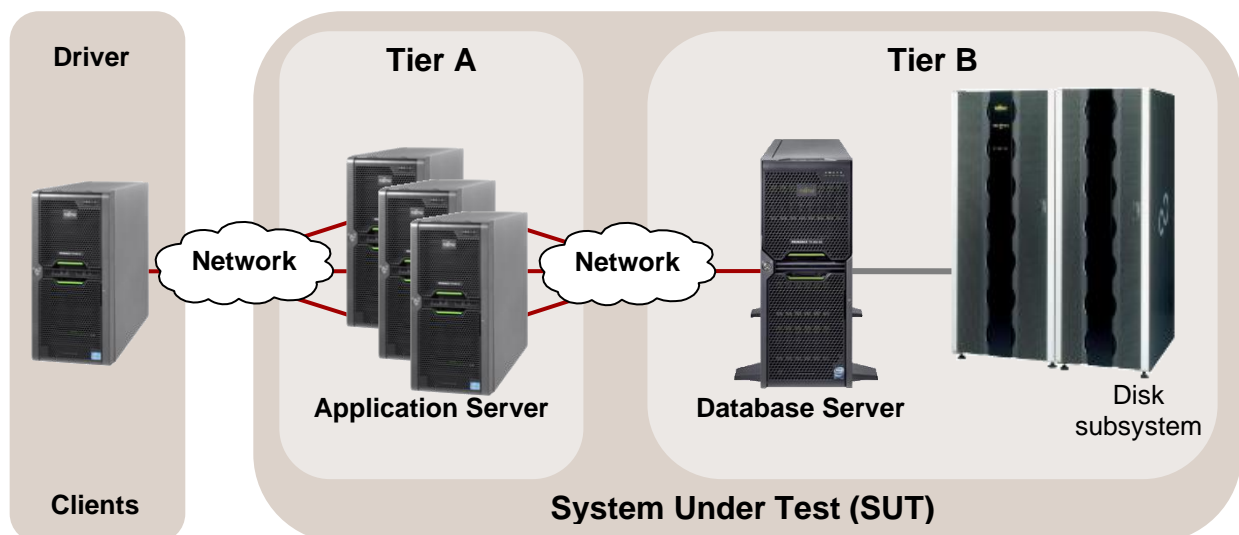 Driver
Tier A
Tier B
Network
Network
Application Server
Database Server
Disk
subsystem
Clients
System Under Test (SUT)